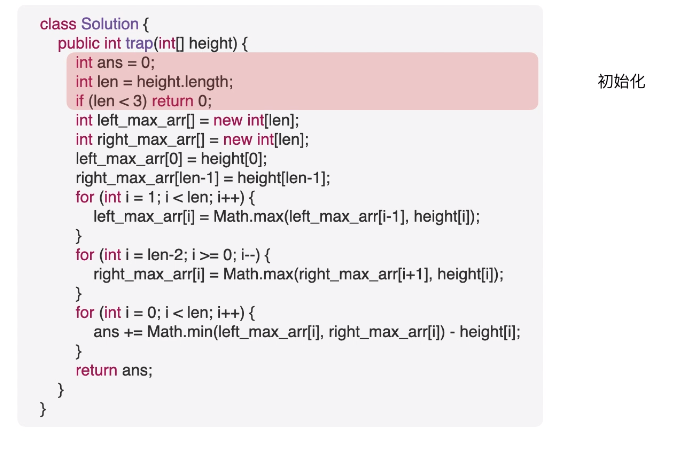 class Solution {
public int trap(int[] height) {
int ans = 0;
int len = height.length;
if (len < 3) return 0;
初始化
int left_max_arr[] = new int[len];
int right_max_arr[] = new int[len];
left_max_arr[0] = height[0];
right_max_arr[len-1] = height[len-1];
for (int i = 1; i < len; i++) {
left_max_arr[i] = Math.max(left_max_arr[i-1], height[i]);
}
for (int i = len-2; i >= 0; i--) {
right_max_arr[i] = Math.max(right_max_arr[i+1], height[i]);
}
for (int i = 0; i < len; i++) {
ans += Math.min(left_max_arr[i], right_max_arr[i]) - height[i];
}
return ans;
}
}